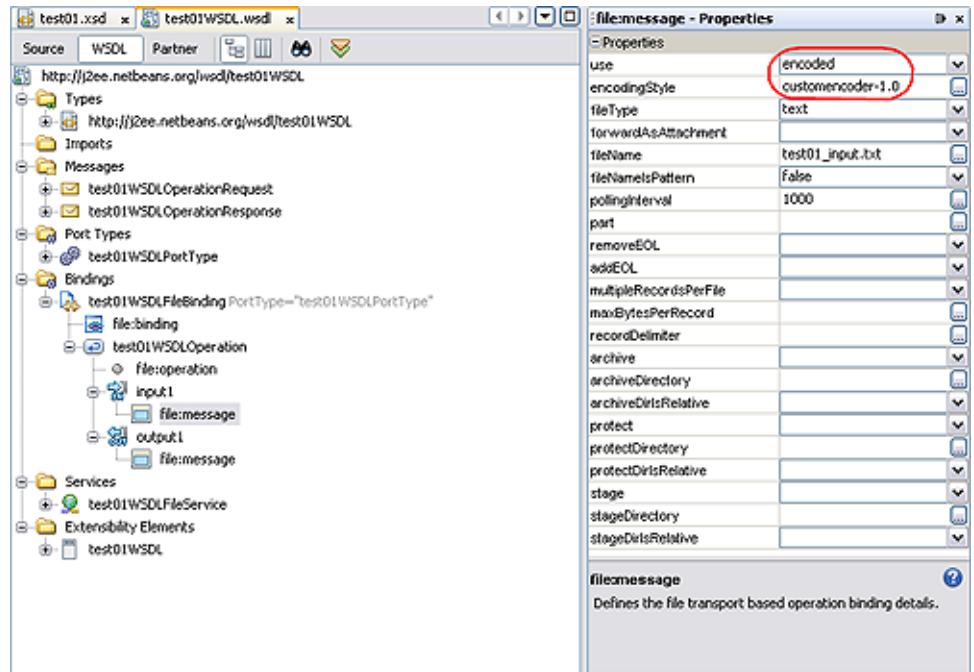 test01.xsd x test01WSDL.wsdl x
Source WSDL Partner
http://j2ee.netbeans.org/wsdl/test01WSDL
Types
http://j2ee.netbeans.org/wsdl/test01WSDL
Imports
Messages
test01WSDLOperationRequest
test01WSDLOperationResponse
Port Types
test01WSDLPortType
Bindings
test01WSDLFileBinding PortType="test01WSDLPortType"
file:binding
test01WSDLOperation
file:operation
input1
file:message
output1
file:message
Services
test01WSDLFileService
Extensibility Elements
test01WSDL
file:message - Properties
Properties
use encoded
encodingStyle customencoder-1.0
fileType text
forwardAsAttachment
fileName test01_input.txt
fileNameIsPattern false
pollingInterval 1000
part
removeEOL
addEOL
multipleRecordsPerFile
maxBytesPerRecord
recordDelimiter
archive
archiveDirectory
archiveDirIsRelative
protect
protectDirectory
protectDirIsRelative
stage
stageDirectory
stageDirIsRelative
file:message
Defines the file transport based operation binding details.